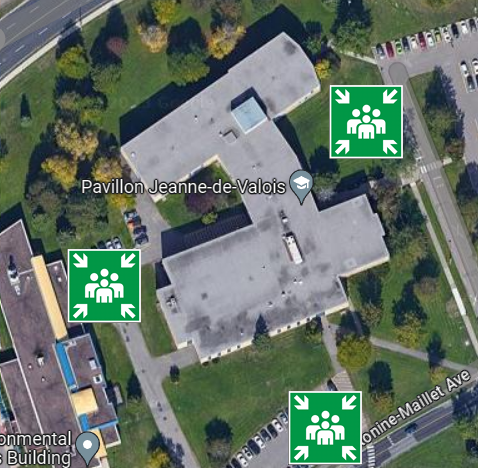 Pavillon Jeanne-de-Valois
onine-Maillet Ave
onmental
s Building